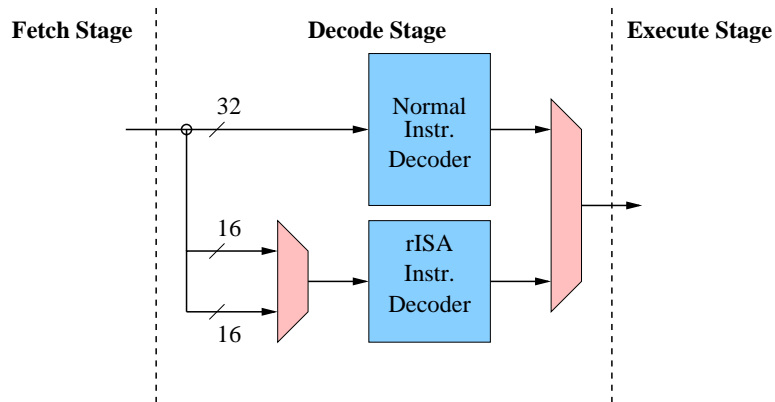 Fetch Stage
Decode Stage
Execute Stage
32
Normal
Instr.
Decoder
16
rISA
Instr.
Decoder
16